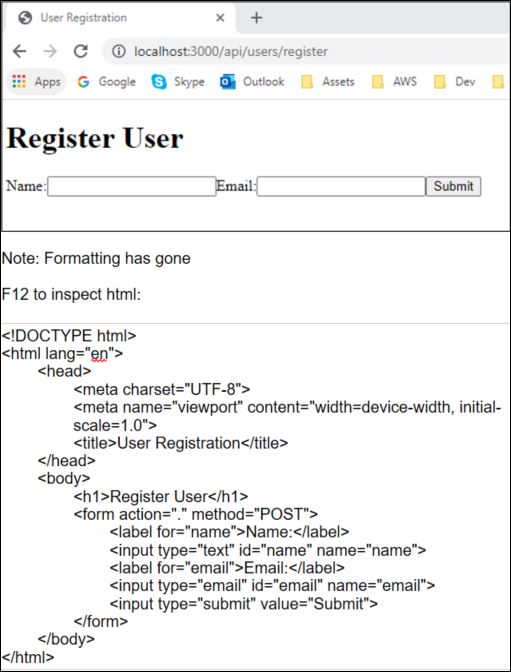 User Registration
localhost:3000/api/users/register
Apps Google Skype Outlook Assets AWS Dev
Register User
Name: Email: Submit
Note: Formatting has gone
F12 to inspect html:
<!DOCTYPE html>
<html lang="en">
<head>
<meta charset="UTF-8">
<meta name="viewport" content="width=device-width, initial-
scale=1.0">
<title>User Registration</title>
</head>
<body>
<h1>Register User</h1>
<form action="." method="POST">
<label for="name">Name:</label>
<input type="text" id="name" name="name">
<label for="email">Email:</label>
<input type="email" id="email" name="email">
<input type="submit" value="Submit">
</form>
</body>
</html>